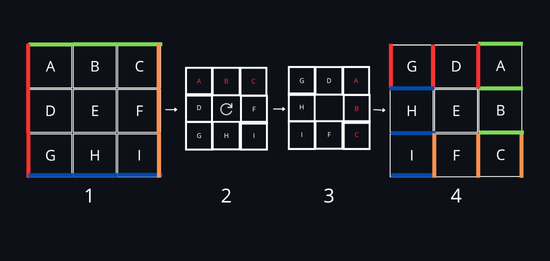 A B C
D E F
G H I
1
A B C
D F
G H I
2
G D A
H B
I F C
3
G D A
H E B
I F C
4